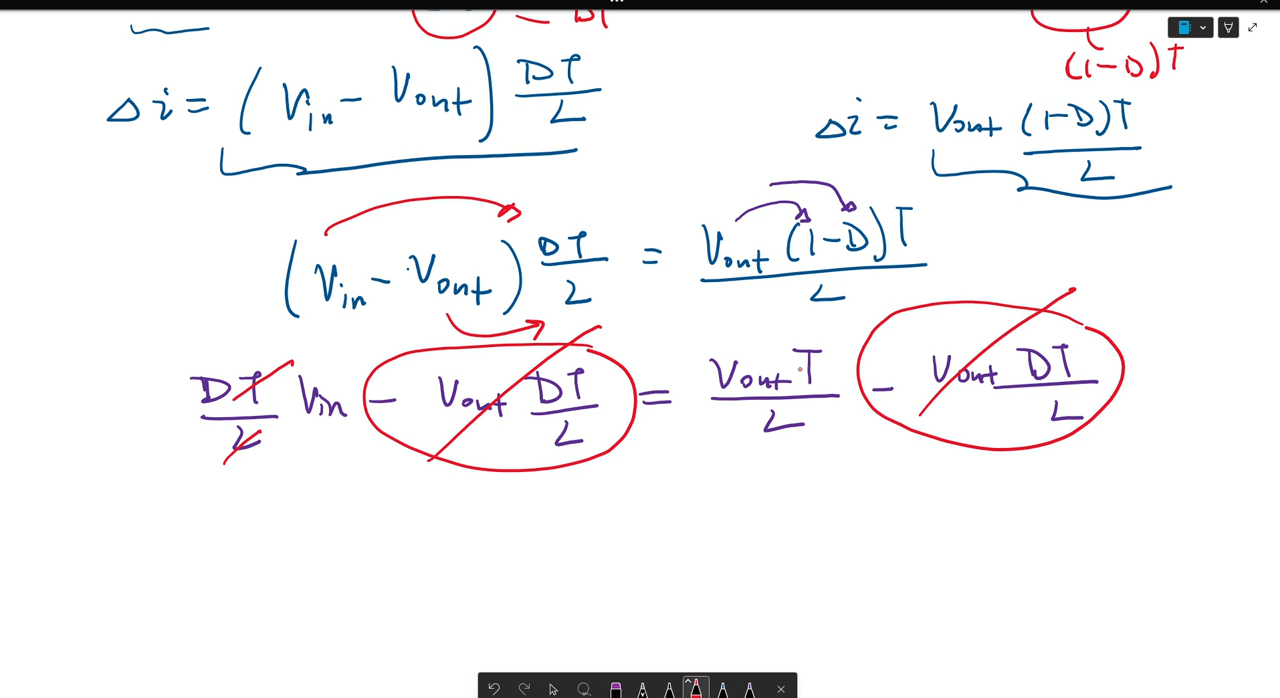 = DT
(1-D)T
Δi = (Vin - Vout) DT/L
Δi = Vout (1-D)T/L
(Vin - Vout) DT/L = Vout (1-D)T/L
DT/L Vin - Vout DT/L = Vout T/L - Vout DT/L